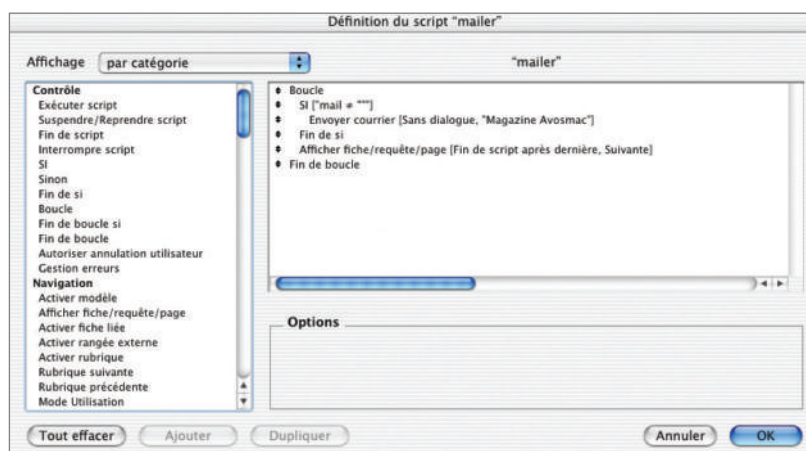 Définition du script “mailer”
Affichage par catégorie “mailer”
Contrôle
Exécuter script
Suspendre/Reprendre script
Fin de script
Interrompre script
SI
Sinon
Fin de si
Boucle
Fin de boucle si
Fin de boucle
Autoriser annulation utilisateur
Gestion erreurs
Navigation
Activer modèle
Afficher fiche/requête/page
Activer fiche liée
Activer rangée externe
Activer rubrique
Rubrique suivante
Rubrique précédente
Mode Utilisation
Boucle
SI ["mail ≠ """]
Envoyer courrier [Sans dialogue, "Magazine Avosmac"]
Fin de si
Afficher fiche/requête/page [Fin de script après dernière, Suivante]
Fin de boucle
Options
Tout effacer Ajouter Dupliquer Annuler OK